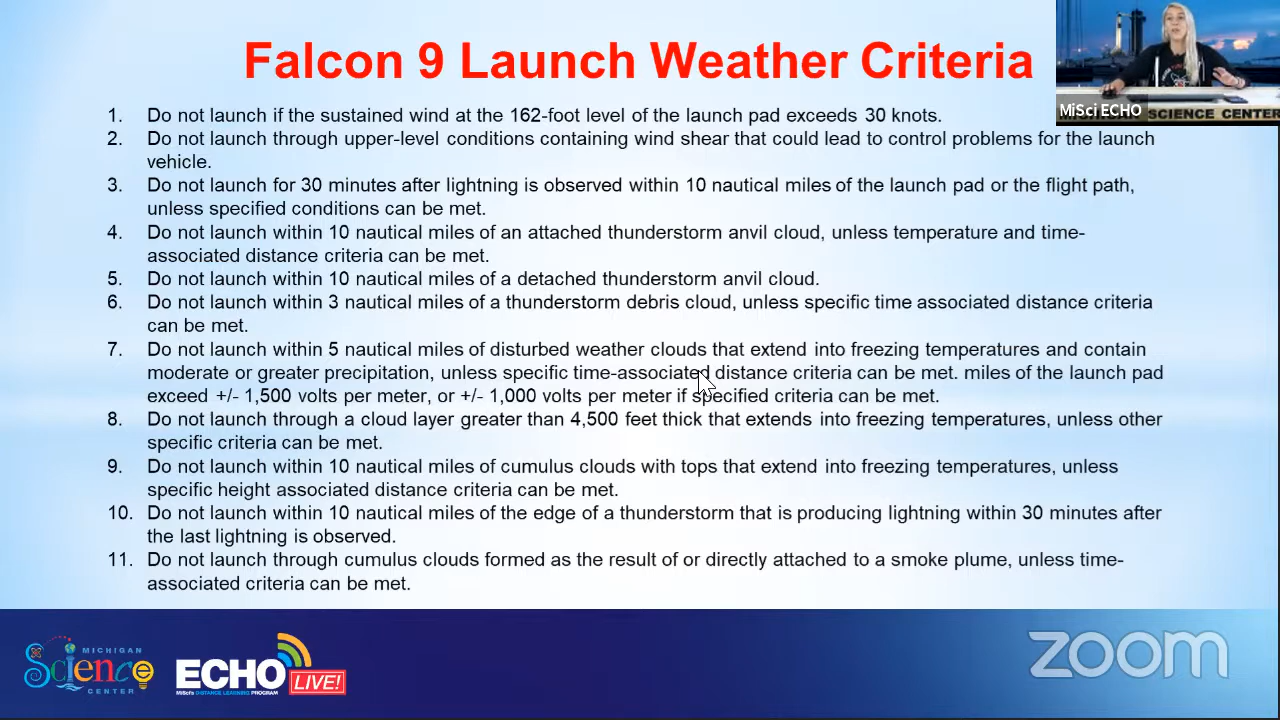 Falcon 9 Launch Weather Criteria
MiSci ECHO
SCIENCE CENTER
1. Do not launch if the sustained wind at the 162-foot level of the launch pad exceeds 30 knots.
2. Do not launch through upper-level conditions containing wind shear that could lead to control problems for the launch
vehicle.
3. Do not launch for 30 minutes after lightning is observed within 10 nautical miles of the launch pad or the flight path,
unless specified conditions can be met.
4. Do not launch within 10 nautical miles of an attached thunderstorm anvil cloud, unless temperature and time-
associated distance criteria can be met.
5. Do not launch within 10 nautical miles of a detached thunderstorm anvil cloud.
6. Do not launch within 3 nautical miles of a thunderstorm debris cloud, unless specific time associated distance criteria
can be met.
7. Do not launch within 5 nautical miles of disturbed weather clouds that extend into freezing temperatures and contain
moderate or greater precipitation, unless specific time-associated distance criteria can be met. miles of the launch pad
exceed +/- 1,500 volts per meter, or +/- 1,000 volts per meter if specified criteria can be met.
8. Do not launch through a cloud layer greater than 4,500 feet thick that extends into freezing temperatures, unless other
specific criteria can be met.
9. Do not launch within 10 nautical miles of cumulus clouds with tops that extend into freezing temperatures, unless
specific height associated distance criteria can be met.
10. Do not launch within 10 nautical miles of the edge of a thunderstorm that is producing lightning within 30 minutes after
the last lightning is observed.
11. Do not launch through cumulus clouds formed as the result of or directly attached to a smoke plume, unless time-
associated criteria can be met.
MICHIGAN
Science
CENTER
ECHO
LIVE!
MiSci's DISTANCE LEARNING PROGRAM
zoom